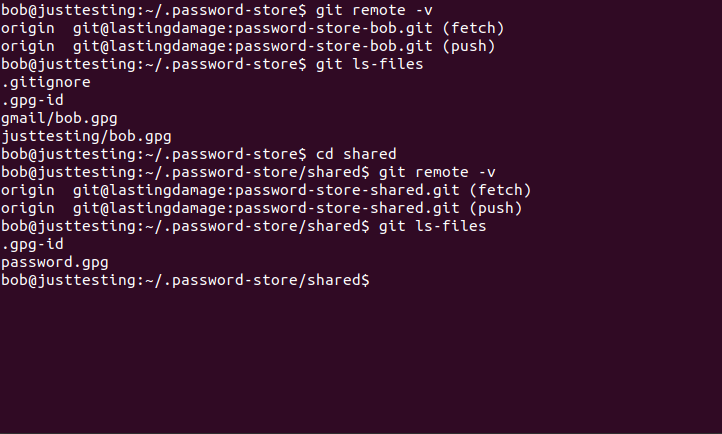 bob@justtesting:~/.password-store$ git remote -v
origin  git@lastingdamage:password-store-bob.git (fetch)
origin  git@lastingdamage:password-store-bob.git (push)
bob@justtesting:~/.password-store$ git ls-files
.gitignore
.gpg-id
gmail/bob.gpg
justtesting/bob.gpg
bob@justtesting:~/.password-store$ cd shared
bob@justtesting:~/.password-store/shared$ git remote -v
origin  git@lastingdamage:password-store-shared.git (fetch)
origin  git@lastingdamage:password-store-shared.git (push)
bob@justtesting:~/.password-store/shared$ git ls-files
.gpg-id
password.gpg
bob@justtesting:~/.password-store/shared$